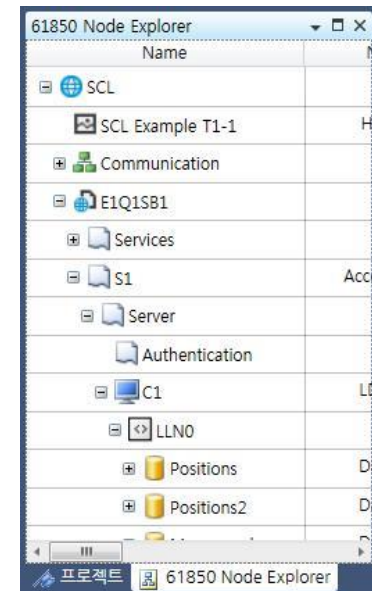 61850 Node Explorer
Name
SCL
SCL Example T1-1 H
Communication
E1Q1SB1
Services
S1 Acc
Server
Authentication
C1
LLN0
Positions D
Positions2 D
프로젝트 61850 Node Explorer